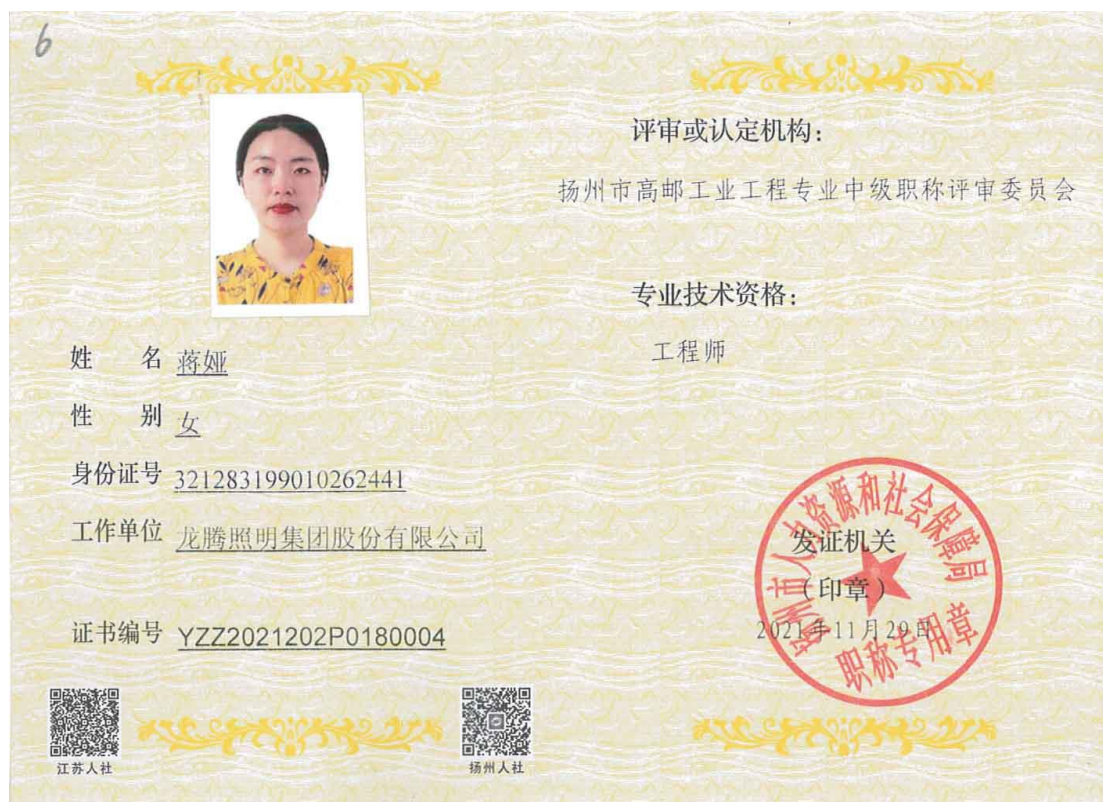 6
姓 名 蒋娅
性 别 女
身份证号 321283199010262441
工作单位 龙腾照明集团股份有限公司
证书编号 YZZ2021202P0180004
江苏人社
扬州人社
评审或认定机构:
扬州市高邮工业工程专业中级职称评审委员会
专业技术资格:
工程师
扬州市人力资源和社会保障局
发证机关
(印章)
2021年11月29日
职称专用章